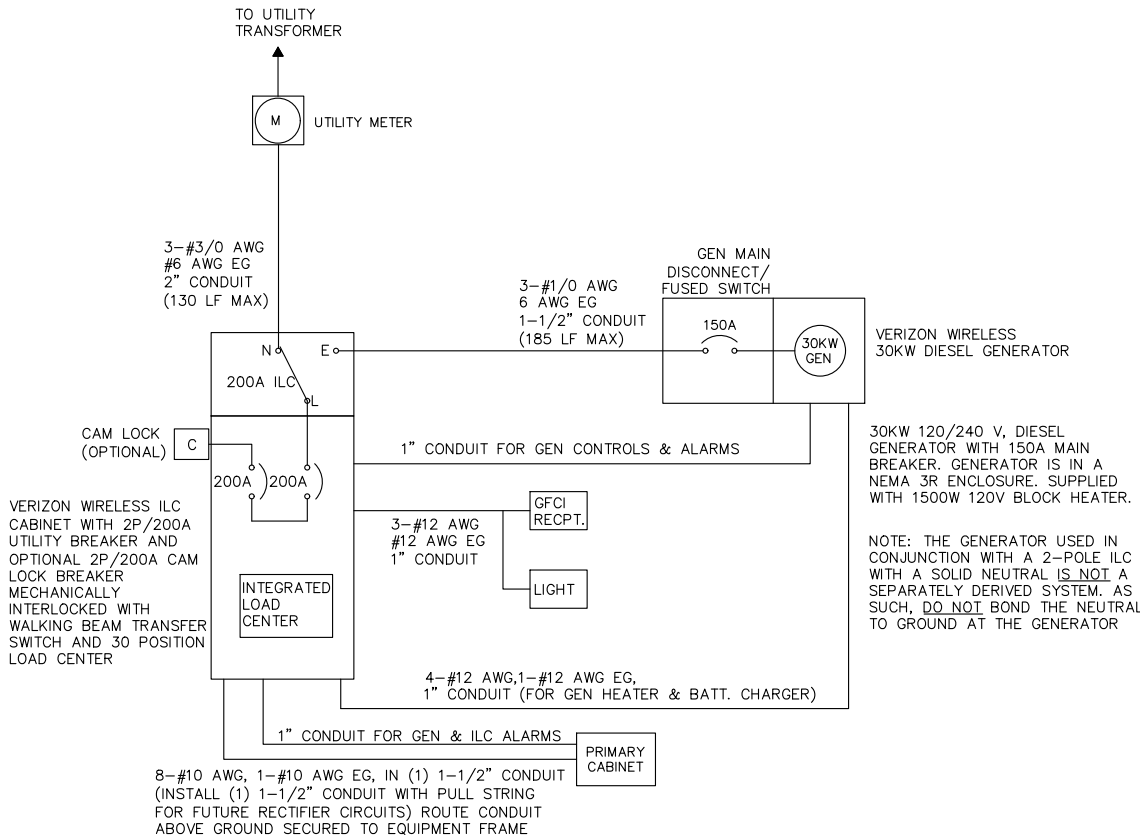 TO UTILITY
TRANSFORMER
M
UTILITY METER
3-#3/0 AWG
#6 AWG EG
2" CONDUIT
(130 LF MAX)
GEN MAIN
DISCONNECT/
FUSED SWITCH
3-#1/0 AWG
6 AWG EG
1-1/2" CONDUIT
(185 LF MAX)
150A
30KW
GEN
VERIZON WIRELESS
30KW DIESEL GENERATOR
N
E
200A ILC
L
CAM LOCK
(OPTIONAL)
C
1" CONDUIT FOR GEN CONTROLS & ALARMS
30KW 120/240 V, DIESEL
GENERATOR WITH 150A MAIN
BREAKER. GENERATOR IS IN A
NEMA 3R ENCLOSURE. SUPPLIED
WITH 1500W 120V BLOCK HEATER.
200A
200A
VERIZON WIRELESS ILC
CABINET WITH 2P/200A
UTILITY BREAKER AND
OPTIONAL 2P/200A CAM
LOCK BREAKER
MECHANICALLY
INTERLOCKED WITH
WALKING BEAM TRANSFER
SWITCH AND 30 POSITION
LOAD CENTER
GFCI
RECPT.
3-#12 AWG
#12 AWG EG
1" CONDUIT
LIGHT
NOTE: THE GENERATOR USED IN
CONJUNCTION WITH A 2-POLE ILC
WITH A SOLID NEUTRAL IS NOT A
SEPARATELY DERIVED SYSTEM. AS
SUCH, DO NOT BOND THE NEUTRAL
TO GROUND AT THE GENERATOR
INTEGRATED
LOAD
CENTER
4-#12 AWG,1-#12 AWG EG,
1" CONDUIT (FOR GEN HEATER & BATT. CHARGER)
1" CONDUIT FOR GEN & ILC ALARMS
PRIMARY
CABINET
8-#10 AWG, 1-#10 AWG EG, IN (1) 1-1/2" CONDUIT
(INSTALL (1) 1-1/2" CONDUIT WITH PULL STRING
FOR FUTURE RECTIFIER CIRCUITS) ROUTE CONDUIT
ABOVE GROUND SECURED TO EQUIPMENT FRAME